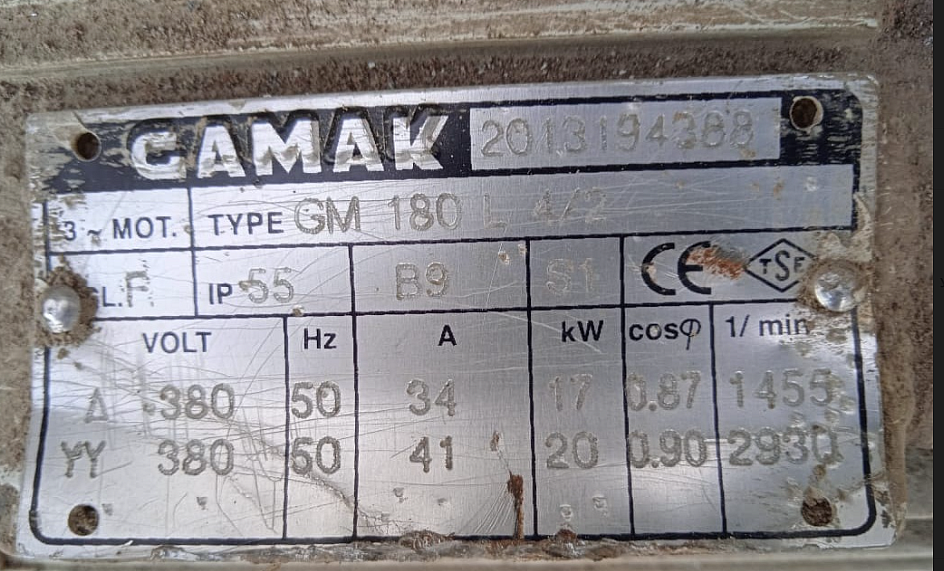 GAMAK 2013194388
3 ~ MOT. TYPE GM 180 L 4/2
CL. F IP 55 B9 S1 CE TSE
VOLT Hz A kW cosφ 1/ min
Δ 380 50 34 17 0.87 1455
YY 380 50 41 20 0.90 2930